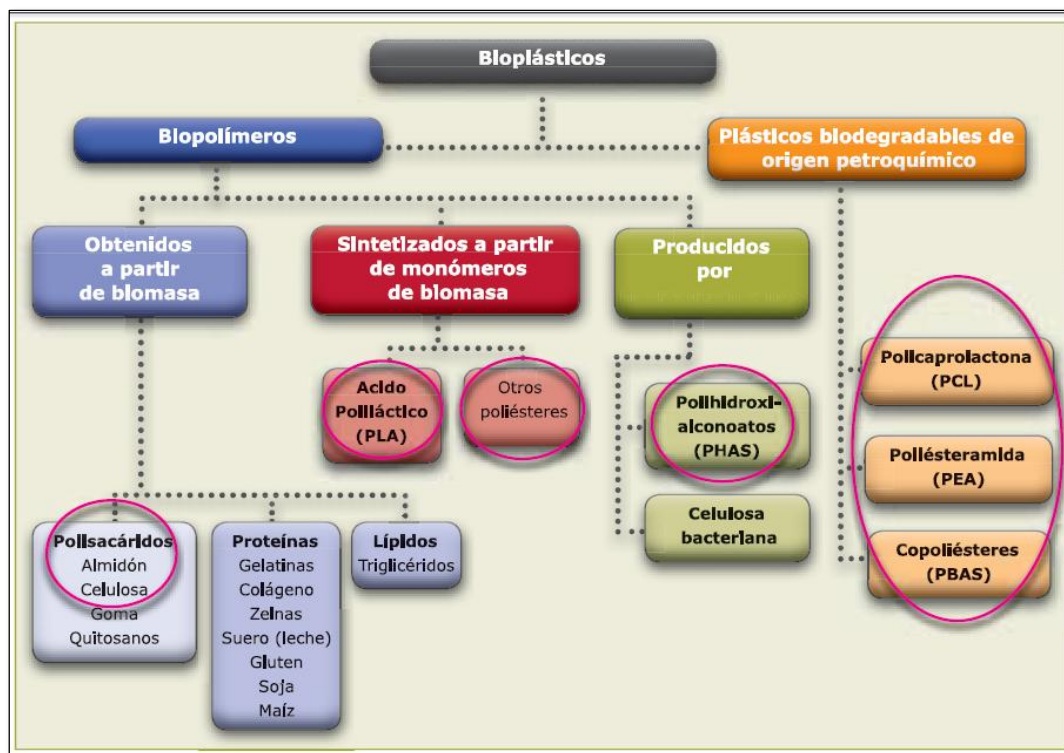 Bioplásticos
Biopolímeros
Plásticos biodegradables de
origen petroquímico
Obtenidos
a partir
de biomasa
Sintetizados a partir
de monómeros
de biomasa
Producidos
por
Acido
Poliláctico
(PLA)
Otros
poliésteres
Polihidroxi-
alconoatos
(PHAS)
Celulosa
bacteriana
Policaprolactona
(PCL)
Poliésteramida
(PEA)
Copoliésteres
(PBAS)
Polisacáridos
Almidón
Celulosa
Goma
Quitosanos
Proteínas
Gelatinas
Colágeno
Zeínas
Suero (leche)
Gluten
Soja
Maíz
Lípidos
Triglicéridos